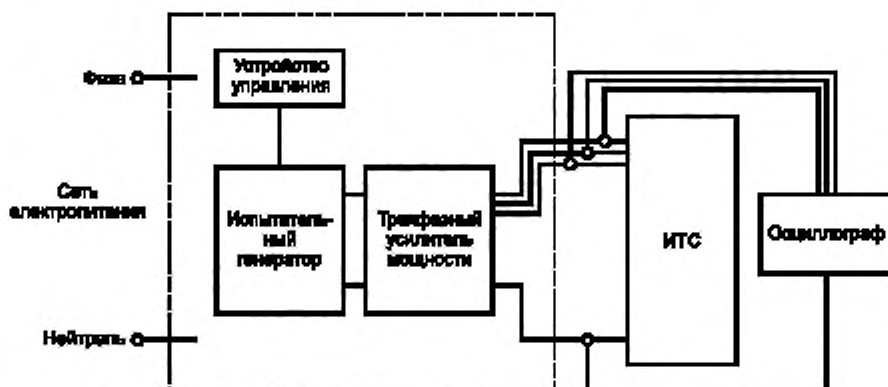 Устройство
управления
Фаза
Сеть
электропитания
Испытатель-
ный
генератор
Трехфазный
усилитель
мощности
ИТС
Осциллограф
Нейтраль